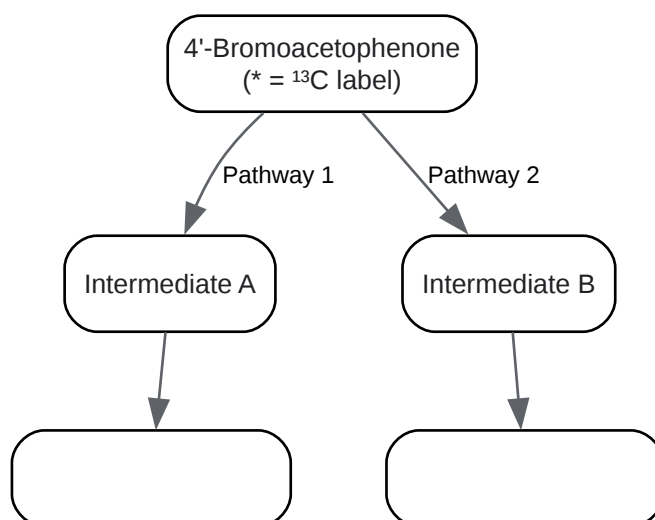 4'-Bromoacetophenone
(* = ¹³C label)
Pathway 1
Pathway 2
Intermediate A
Intermediate B